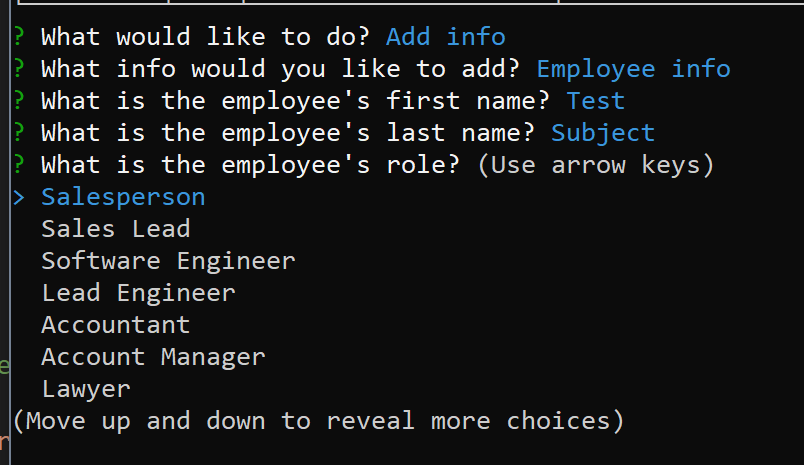 ? What would like to do? Add info
? What info would you like to add? Employee info
? What is the employee's first name? Test
? What is the employee's last name? Subject
? What is the employee's role? (Use arrow keys)
> Salesperson
Sales Lead
Software Engineer
Lead Engineer
Accountant
Account Manager
Lawyer
(Move up and down to reveal more choices)